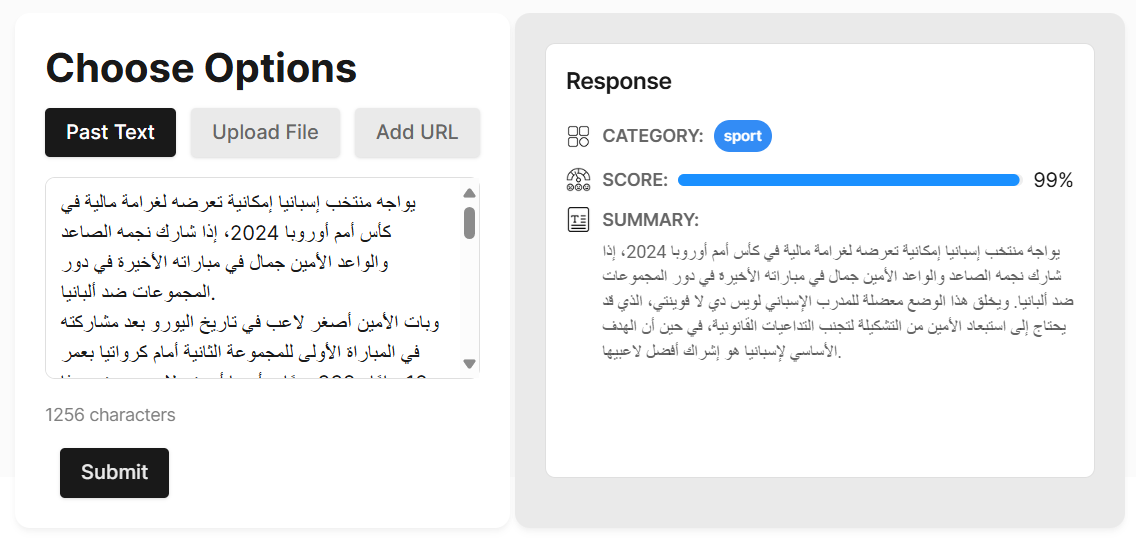 Choose Options
Past Text
Upload File
Add URL
يواجه منتخب إسبانيا إمكانية تعرضه لغرامة مالية في
كأس أمم أوروبا 2024، إذا شارك نجمه الصاعد
والواعد الأمين جمال في مباراته الأخيرة في دور
المجموعات ضد ألبانيا.
وبات الأمين أصغر لاعب في تاريخ اليورو بعد مشاركته
في المباراة الأولى للمجموعة الثانية أمام كرواتيا بعمر
1256 characters
Submit
Response
CATEGORY: sport
SCORE: 99%
SUMMARY:
يواجه منتخب إسبانيا إمكانية تعرضه لغرامة مالية في كأس أمم أوروبا 2024، إذا
شارك نجمه الصاعد والواعد الأمين جمال في مباراته الأخيرة في دور المجموعات
ضد ألبانيا. ويخلق هذا الوضع معضلة للمدرب الإسباني لويس دي لا فوينتي، الذي قد
يحتاج إلى استبعاد الأمين من التشكيلة لتجنب التداعيات القانونية، في حين أن الهدف
الأساسي لإسبانيا هو إشراك أفضل لاعبيها.